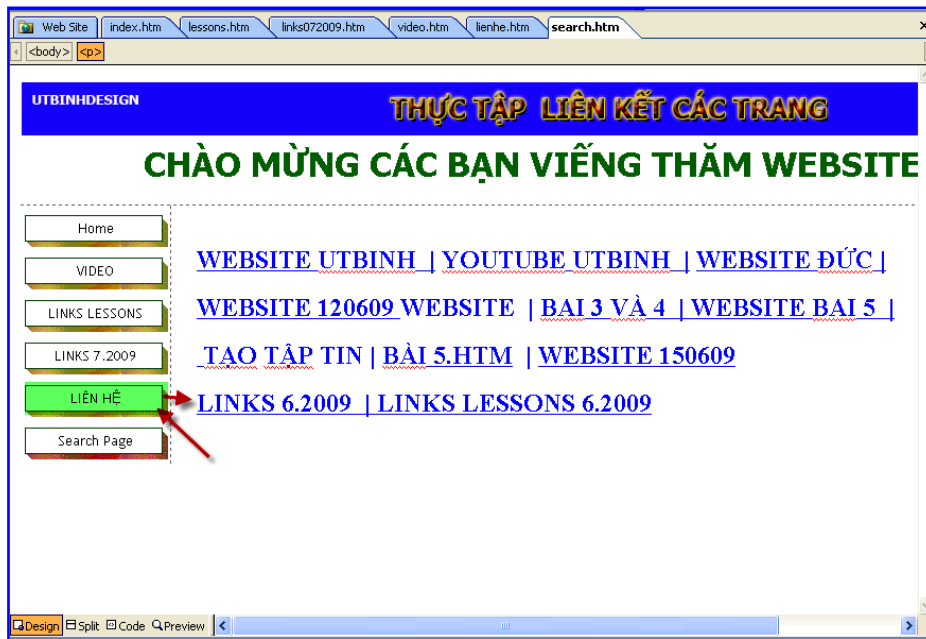 Web Site index.htm lessons.htm links072009.htm video.htm lienhe.htm search.htm
<body> <p>
UTBINHDESIGN THỰC TẬP LIÊN KẾT CÁC TRANG
CHÀO MỪNG CÁC BẠN VIẾNG THĂM WEBSITE
Home
VIDEO
LINKS LESSONS
LINKS 7.2009
LIÊN HỆ
Search Page
WEBSITE UTBINH | YOUTUBE UTBINH | WEBSITE ĐỨC |
WEBSITE 120609 WEBSITE | BAI 3 VÀ 4 | WEBSITE BAI 5 |
TẠO TẬP TIN | BÀI 5.HTM | WEBSITE 150609
LINKS 6.2009 | LINKS LESSONS 6.2009
Design Split Code Preview